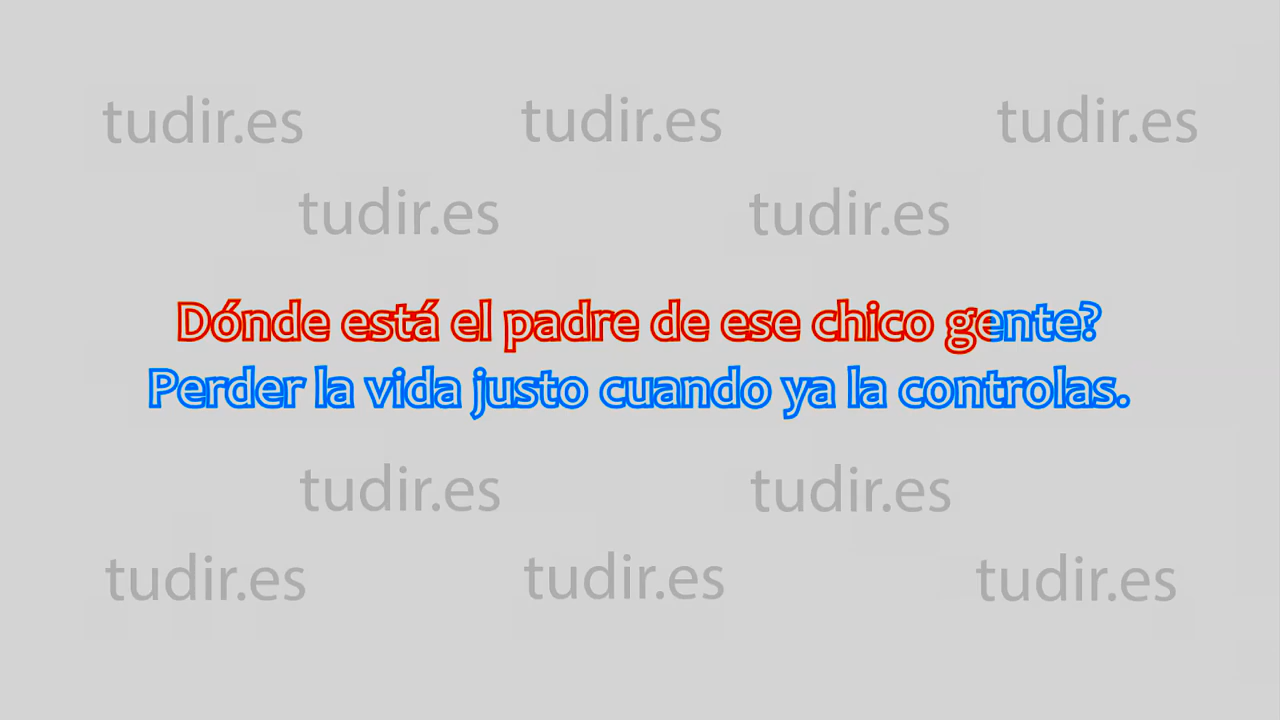 tudir.es tudir.es tudir.es
tudir.es tudir.es
Dónde está el padre de ese chico gente?
Perder la vida justo cuando ya la controlas.
tudir.es tudir.es
tudir.es tudir.es tudir.es